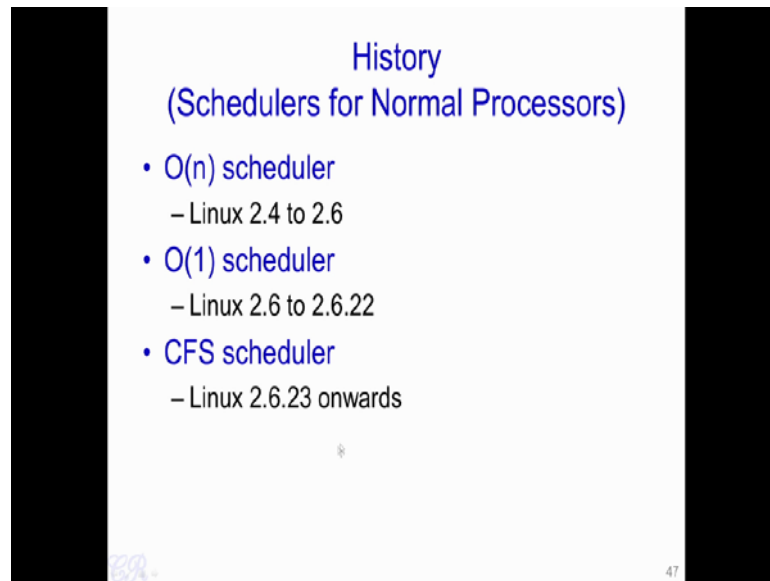 History
(Schedulers for Normal Processors)
• O(n) scheduler
– Linux 2.4 to 2.6
• O(1) scheduler
– Linux 2.6 to 2.6.22
• CFS scheduler
– Linux 2.6.23 onwards
47